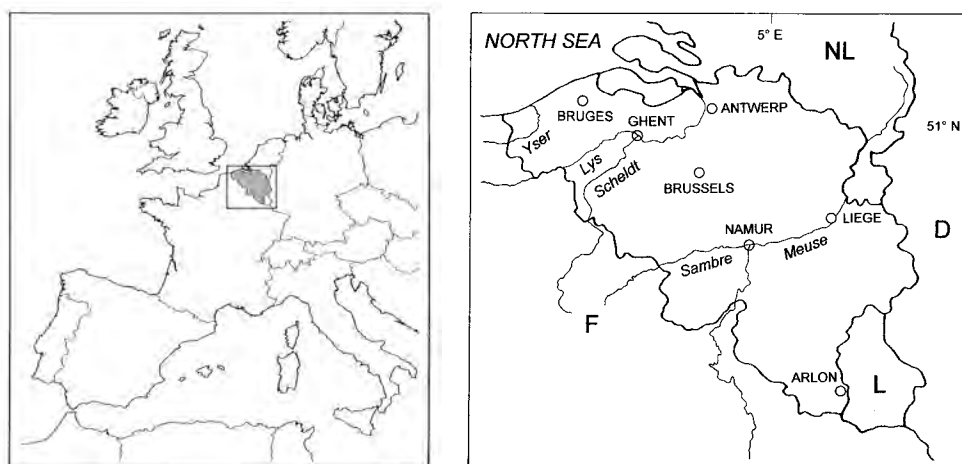 NORTH SEA
5° E
NL
BRUGES
ANTWERP
GHENT
51° N
Yser
Lys
Scheldt
BRUSSELS
NAMUR
LIEGE
D
Sambre
Meuse
F
ARLON
L